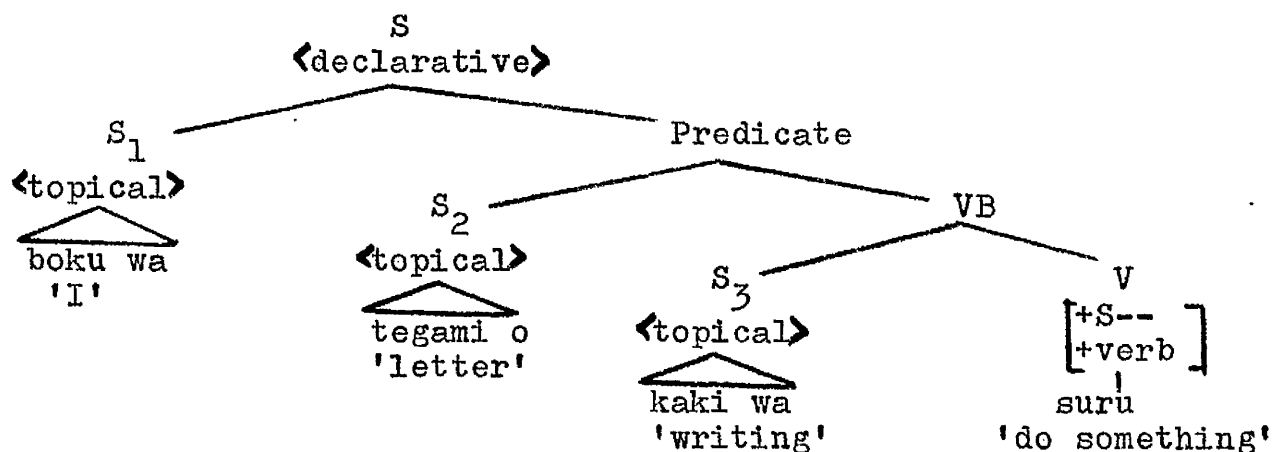 S
<declarative>
S1 Predicate
<topical> S2 VB
boku wa <topical> S3 V
'I' tegami o <topical> [+S--
'letter' kaki wa +verb]
'writing' suru
'do something'